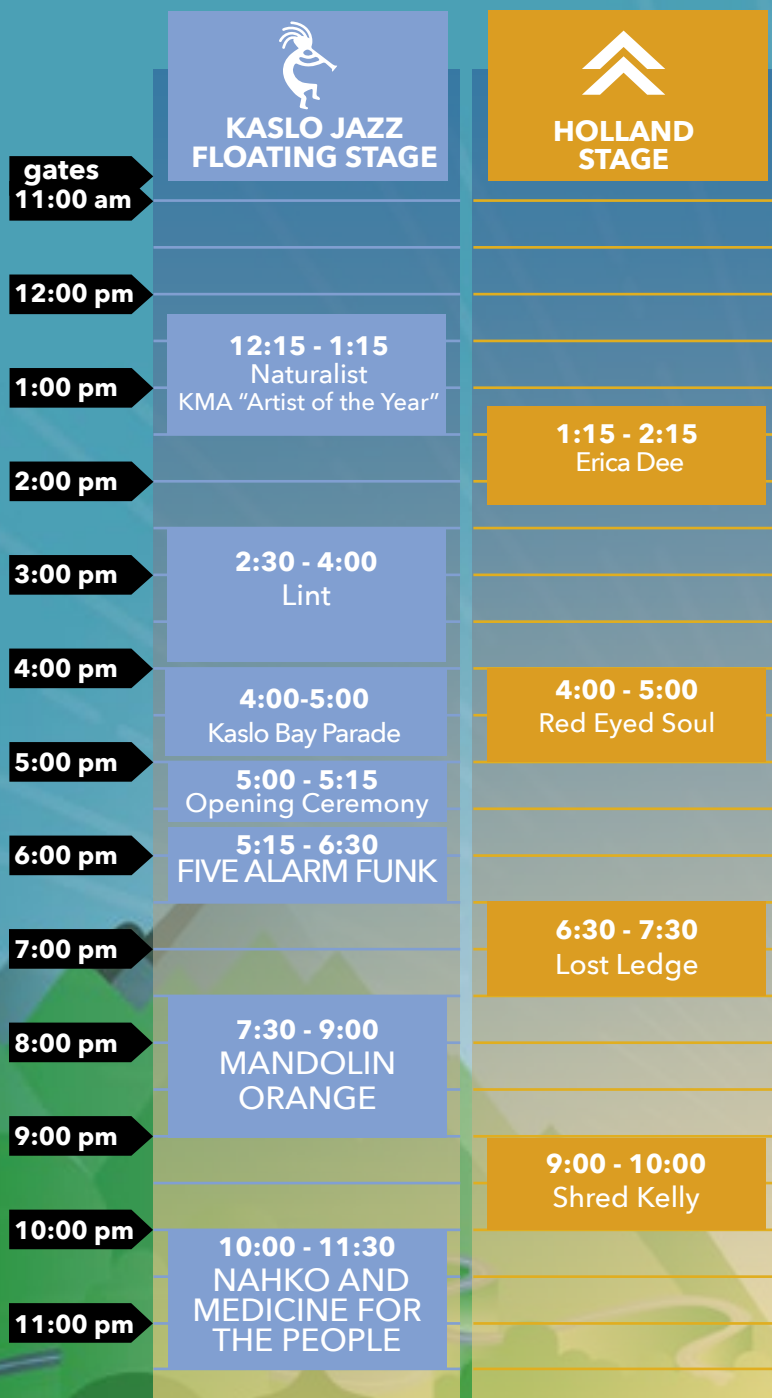 KASLO JAZZ
FLOATING STAGE
HOLLAND
STAGE
gates
11:00 am
12:00 pm
12:15 - 1:15
Naturalist
KMA “Artist of the Year”
1:00 pm
1:15 - 2:15
Erica Dee
2:00 pm
2:30 - 4:00
Lint
3:00 pm
4:00 pm
4:00-5:00
Kaslo Bay Parade
4:00 - 5:00
Red Eyed Soul
5:00 pm
5:00 - 5:15
Opening Ceremony
5:15 - 6:30
FIVE ALARM FUNK
6:00 pm
6:30 - 7:30
Lost Ledge
7:00 pm
7:30 - 9:00
MANDOLIN
ORANGE
8:00 pm
9:00 pm
9:00 - 10:00
Shred Kelly
10:00 pm
10:00 - 11:30
NAHKO AND
MEDICINE FOR
THE PEOPLE
11:00 pm